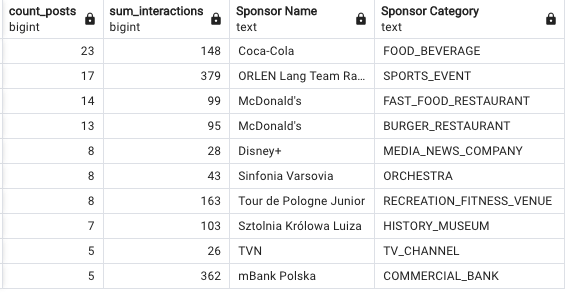 count_posts sum_interactions Sponsor Name Sponsor Category
bigint bigint text text
23 148 Coca-Cola FOOD_BEVERAGE
17 379 ORLEN Lang Team Ra... SPORTS_EVENT
14 99 McDonald's FAST_FOOD_RESTAURANT
13 95 McDonald's BURGER_RESTAURANT
8 28 Disney+ MEDIA_NEWS_COMPANY
8 43 Sinfonia Varsovia ORCHESTRA
8 163 Tour de Pologne Junior RECREATION_FITNESS_VENUE
7 103 Sztolnia Królowa Luiza HISTORY_MUSEUM
5 26 TVN TV_CHANNEL
5 362 mBank Polska COMMERCIAL_BANK